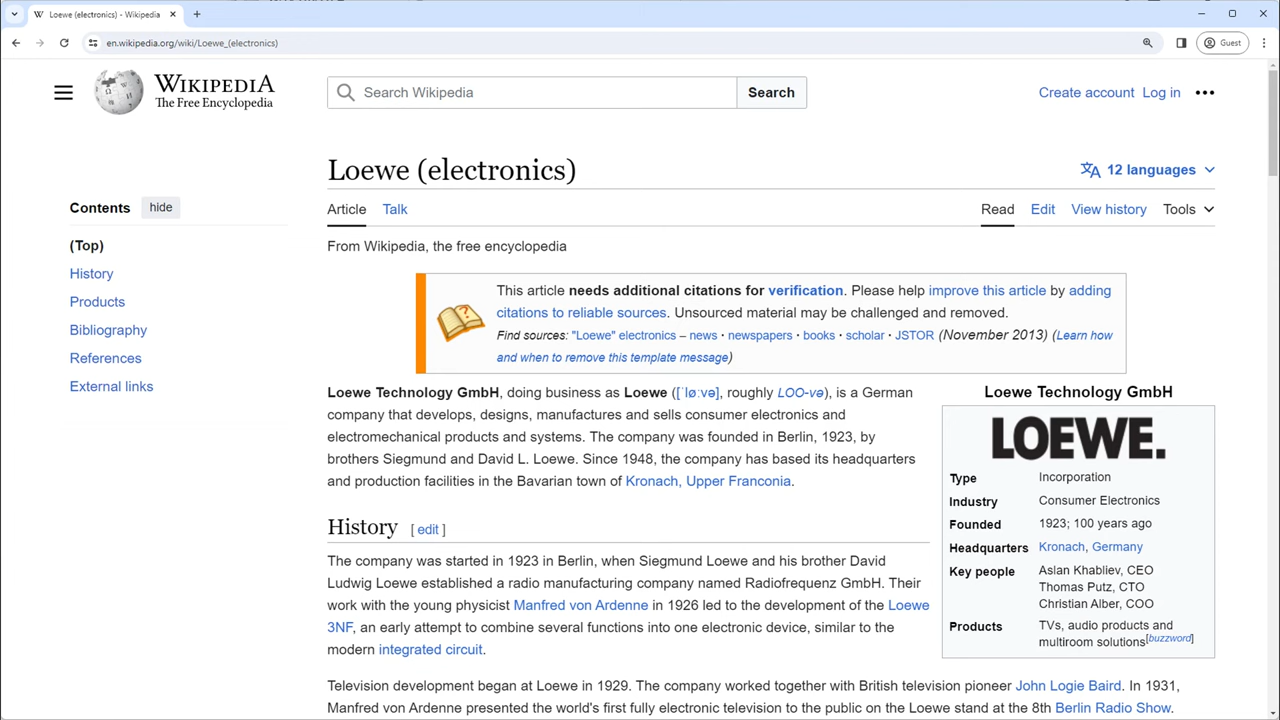 Loewe (electronics) - Wikipedia
en.wikipedia.org/wiki/Loewe_(electronics)
Guest
WIKIPEDIA
The Free Encyclopedia
Search Wikipedia
Search
Create account
Log in
Contents
hide
(Top)
History
Products
Bibliography
References
External links
Loewe (electronics)
12 languages
Article
Talk
Read
Edit
View history
Tools
From Wikipedia, the free encyclopedia
This article needs additional citations for verification. Please help improve this article by adding
citations to reliable sources. Unsourced material may be challenged and removed.
Find sources: "Loewe" electronics – news · newspapers · books · scholar · JSTOR (November 2013) (Learn how
and when to remove this template message)
Loewe Technology GmbH, doing business as Loewe ([ˈløːvə], roughly LOO-və), is a German
company that develops, designs, manufactures and sells consumer electronics and
electromechanical products and systems. The company was founded in Berlin, 1923, by
brothers Siegmund and David L. Loewe. Since 1948, the company has based its headquarters
and production facilities in the Bavarian town of Kronach, Upper Franconia.
Loewe Technology GmbH
LOEWE.
Type Incorporation
Industry Consumer Electronics
Founded 1923; 100 years ago
Headquarters Kronach, Germany
Key people Aslan Khabliev, CEO
Thomas Putz, CTO
Christian Alber, COO
Products TVs, audio products and
multiroom solutions[buzzword]
History [ edit ]
The company was started in 1923 in Berlin, when Siegmund Loewe and his brother David
Ludwig Loewe established a radio manufacturing company named Radiofrequenz GmbH. Their
work with the young physicist Manfred von Ardenne in 1926 led to the development of the Loewe
3NF, an early attempt to combine several functions into one electronic device, similar to the
modern integrated circuit.
Television development began at Loewe in 1929. The company worked together with British television pioneer John Logie Baird. In 1931,
Manfred von Ardenne presented the world's first fully electronic television to the public on the Loewe stand at the 8th Berlin Radio Show.